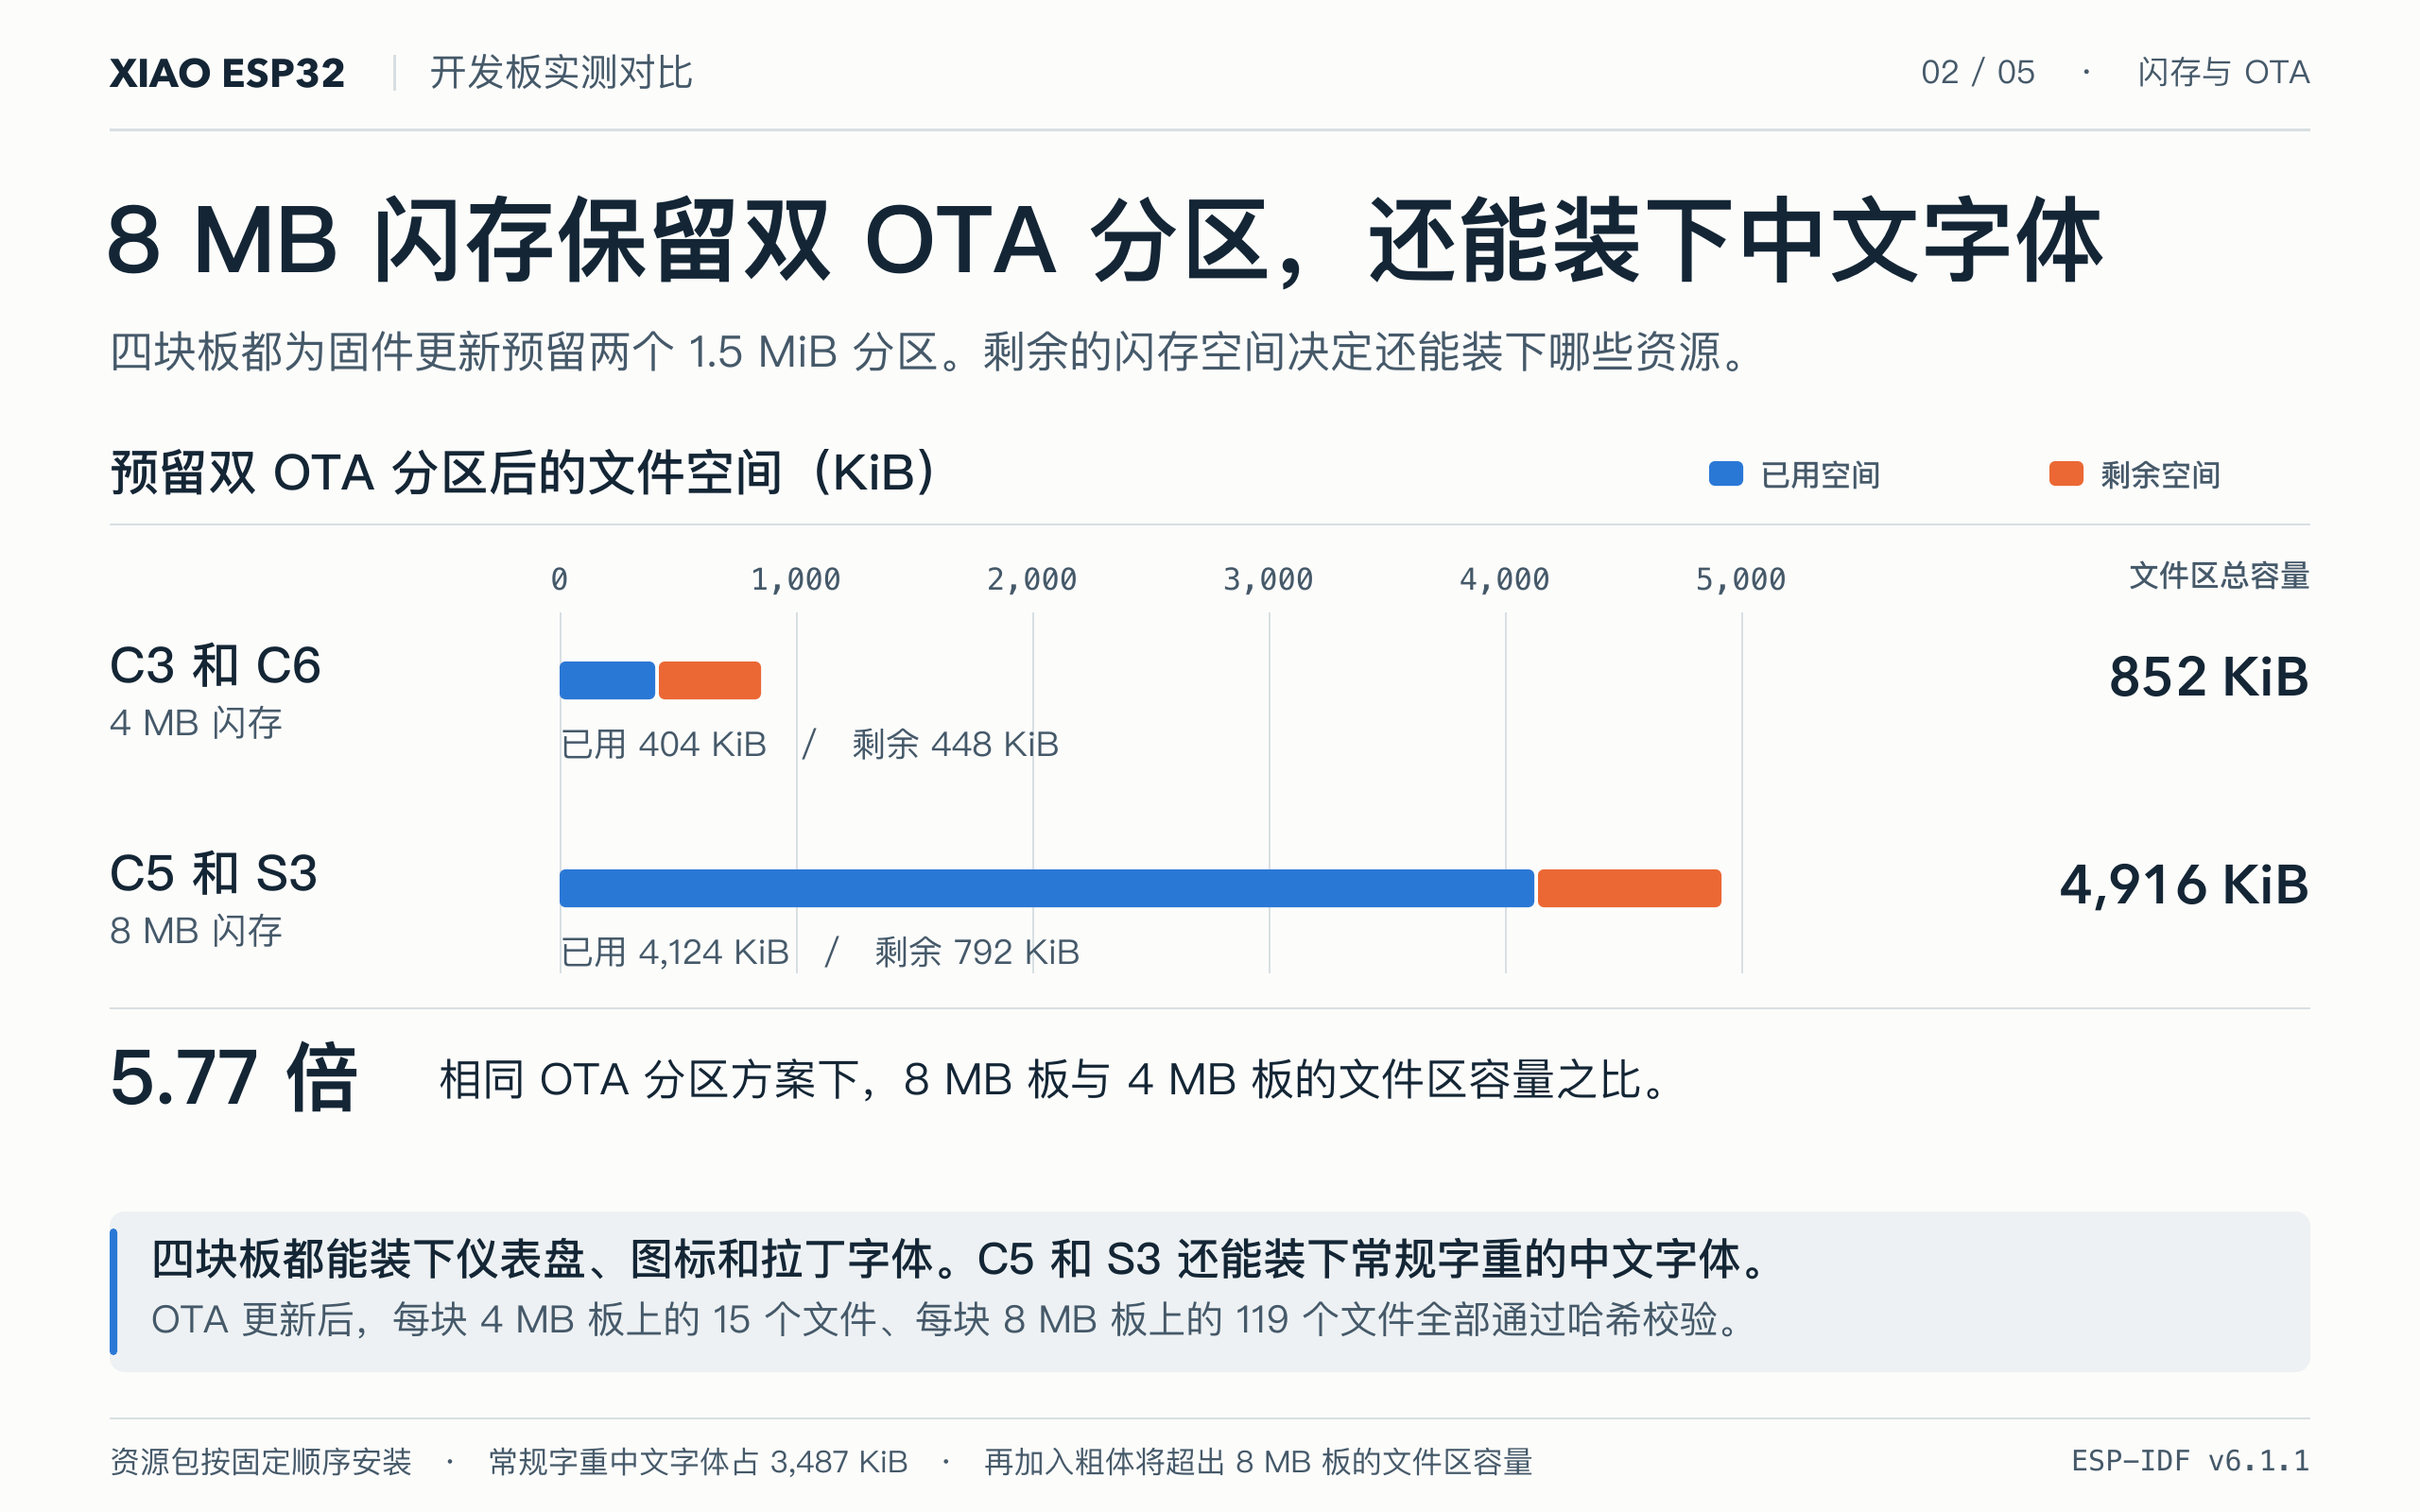 XIAO ESP32 开发板实测对比 02 / 05 · 闪存与 OTA
8 MB 闪存保留双 OTA 分区，还能装下中文字体
四块板都为固件更新预留两个 1.5 MiB 分区。剩余的闪存空间决定还能装下哪些资源。
预留双 OTA 分区后的文件空间（KiB） 已用空间 剩余空间
0 1,000 2,000 3,000 4,000 5,000 文件区总容量
C3 和 C6 852 KiB
4 MB 闪存
已用 404 KiB / 剩余 448 KiB
C5 和 S3 4,916 KiB
8 MB 闪存
已用 4,124 KiB / 剩余 792 KiB
5.77 倍 相同 OTA 分区方案下，8 MB 板与 4 MB 板的文件区容量之比。
四块板都能装下仪表盘、图标和拉丁字体。C5 和 S3 还能装下常规字重的中文字体。
OTA 更新后，每块 4 MB 板上的 15 个文件、每块 8 MB 板上的 119 个文件全部通过哈希校验。
资源包按固定顺序安装 · 常规字重中文字体占 3,487 KiB · 再加入粗体将超出 8 MB 板的文件区容量 ESP-IDF v6.1.1